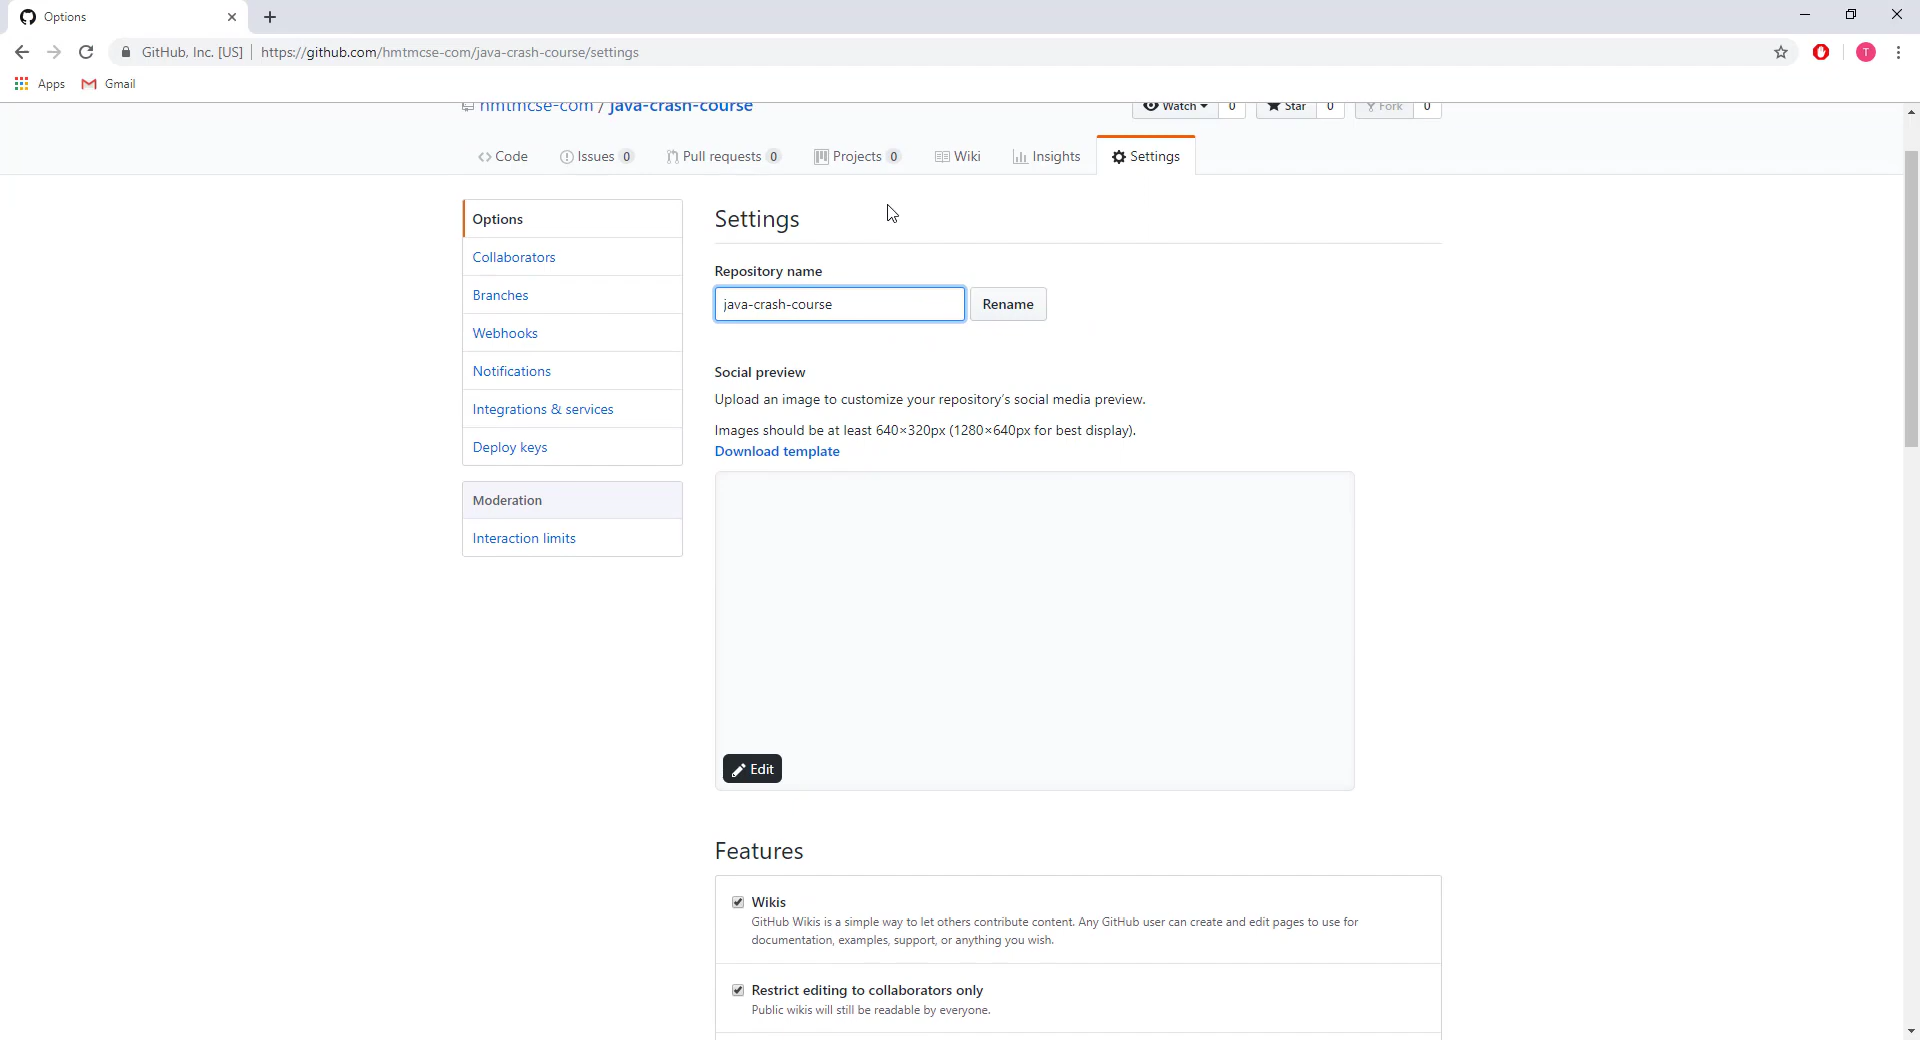 Options
GitHub, Inc. [US] https://github.com/hmtmcse-com/java-crash-course/settings
T
Apps Gmail
hmtmcse-com / java-crash-course Watch 0 Star 0 Fork 0
Code Issues 0 Pull requests 0 Projects 0 Wiki Insights Settings
Options
Collaborators
Branches
Webhooks
Notifications
Integrations & services
Deploy keys
Moderation
Interaction limits
Settings
Repository name
java-crash-course Rename
Social preview
Upload an image to customize your repository's social media preview.
Images should be at least 640×320px (1280×640px for best display).
Download template
Edit
Features
Wikis
GitHub Wikis is a simple way to let others contribute content. Any GitHub user can create and edit pages to use for
documentation, examples, support, or anything you wish.
Restrict editing to collaborators only
Public wikis will still be readable by everyone.